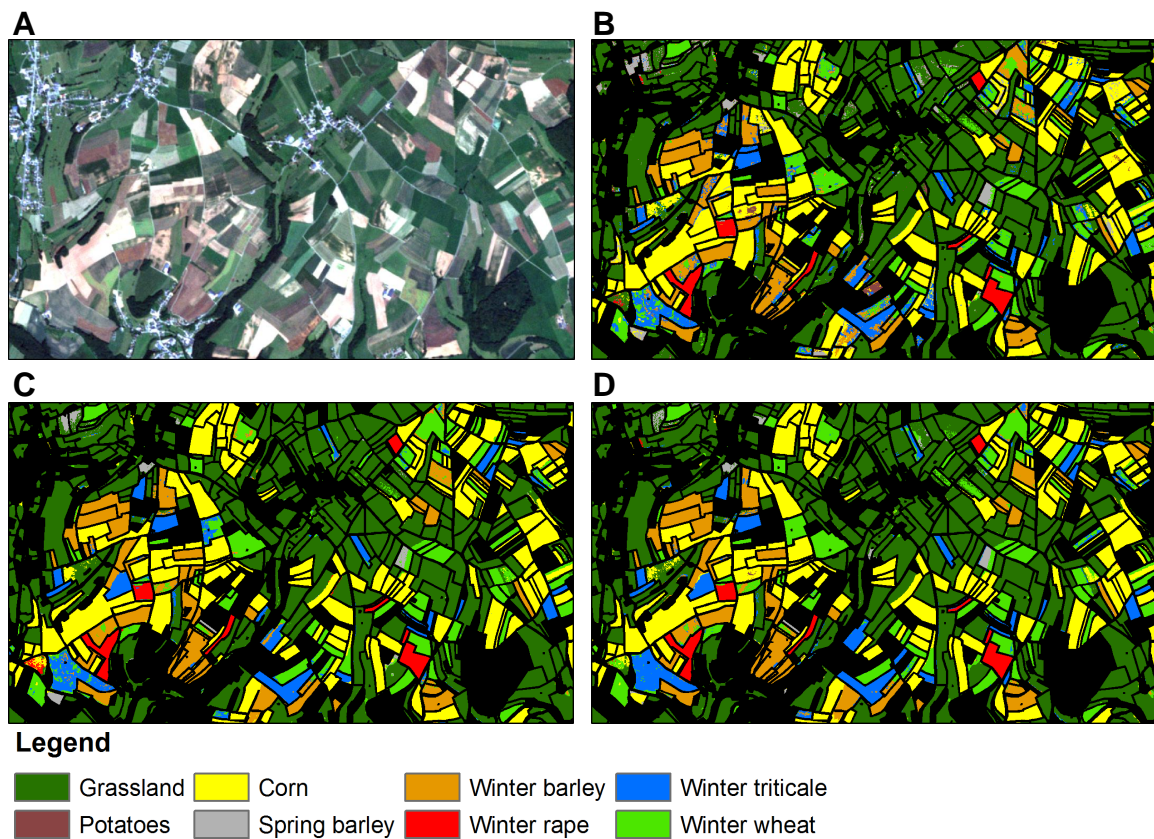 A
B
C
D
Legend
Grassland
Corn
Winter barley
Winter triticale
Potatoes
Spring barley
Winter rape
Winter wheat